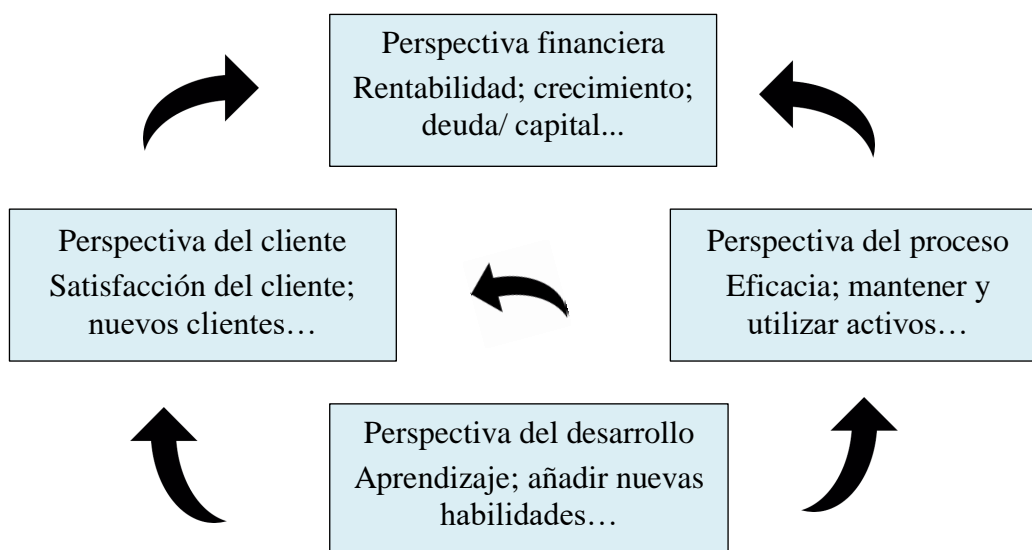 Perspectiva financiera
Rentabilidad; crecimiento;
deuda/ capital...
Perspectiva del cliente
Satisfacción del cliente;
nuevos clientes…
Perspectiva del proceso
Eficacia; mantener y
utilizar activos…
Perspectiva del desarrollo
Aprendizaje; añadir nuevas
habilidades…